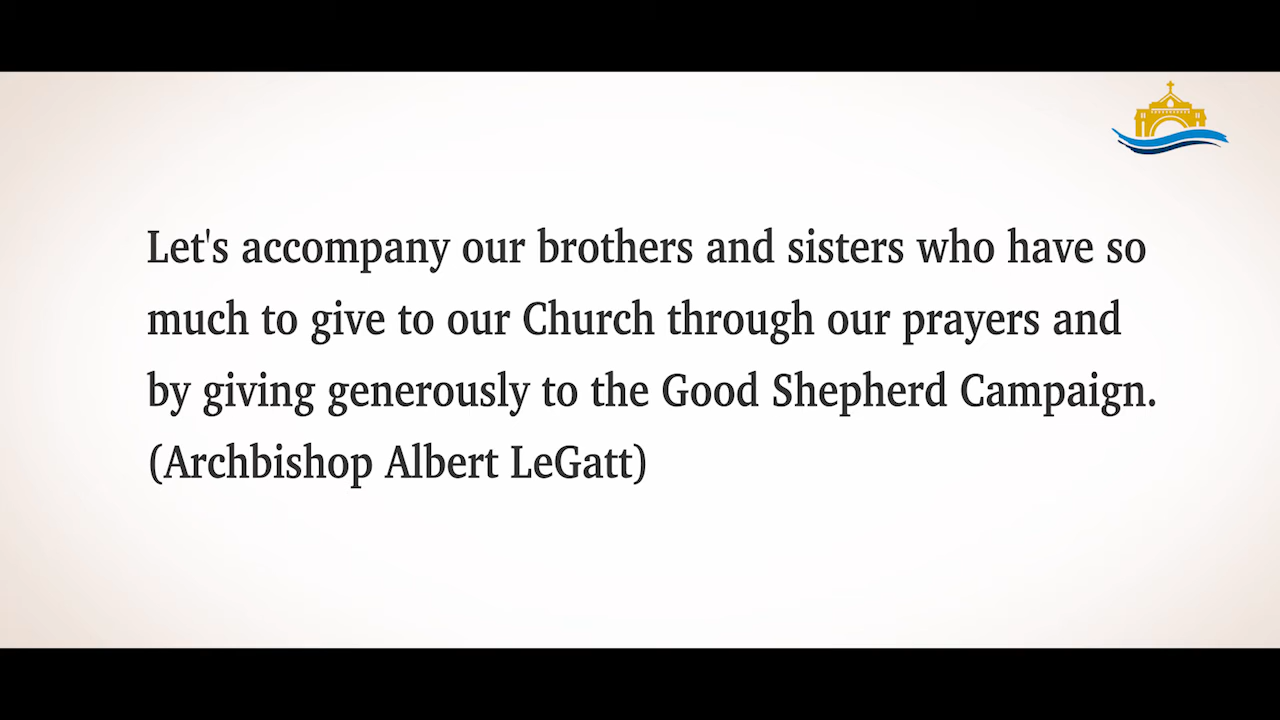 Let's accompany our brothers and sisters who have so
much to give to our Church through our prayers and
by giving generously to the Good Shepherd Campaign.
(Archbishop Albert LeGatt)